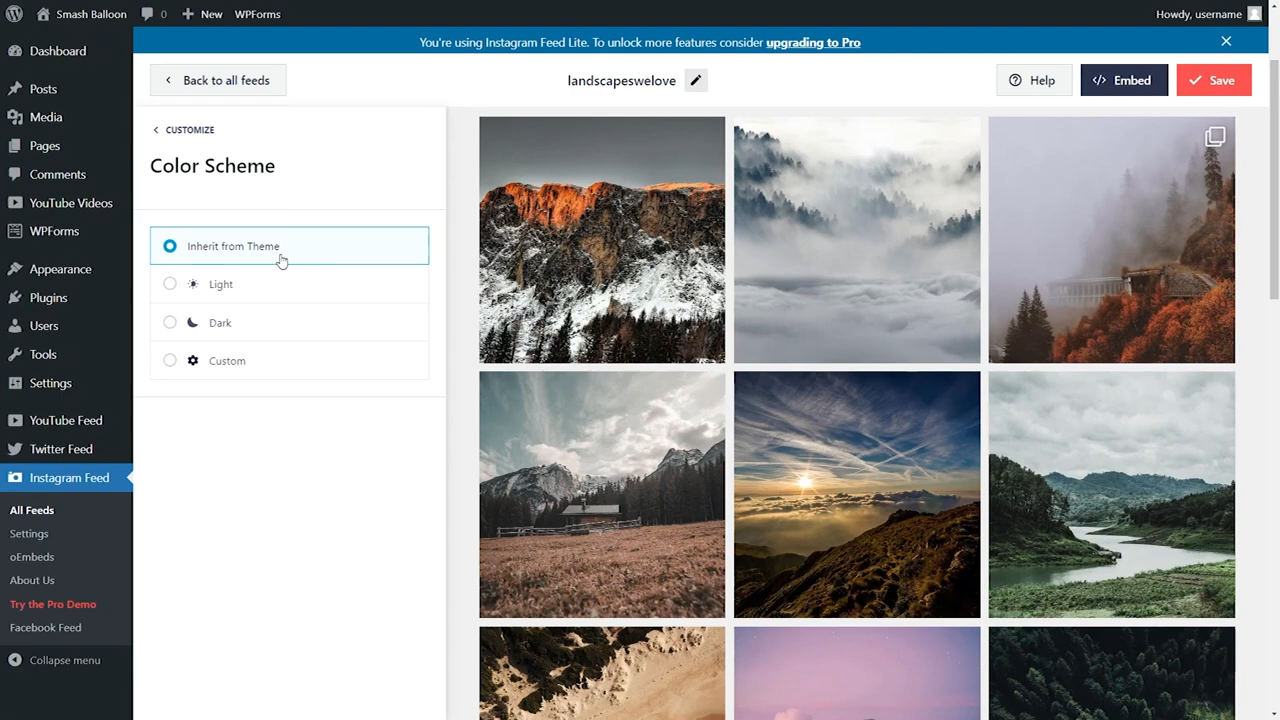 Smash Balloon
0
New
WPForms
Howdy, username
You're using Instagram Feed Lite. To unlock more features consider upgrading to Pro
Dashboard
Posts
Media
Pages
Comments
YouTube Videos
WPForms
Appearance
Plugins
Users
Tools
Settings
YouTube Feed
Twitter Feed
Instagram Feed
All Feeds
Settings
oEmbeds
About Us
Try the Pro Demo
Facebook Feed
Collapse menu
Back to all feeds
landscapeswelove
Help
Embed
Save
CUSTOMIZE
Color Scheme
Inherit from Theme
Light
Dark
Custom